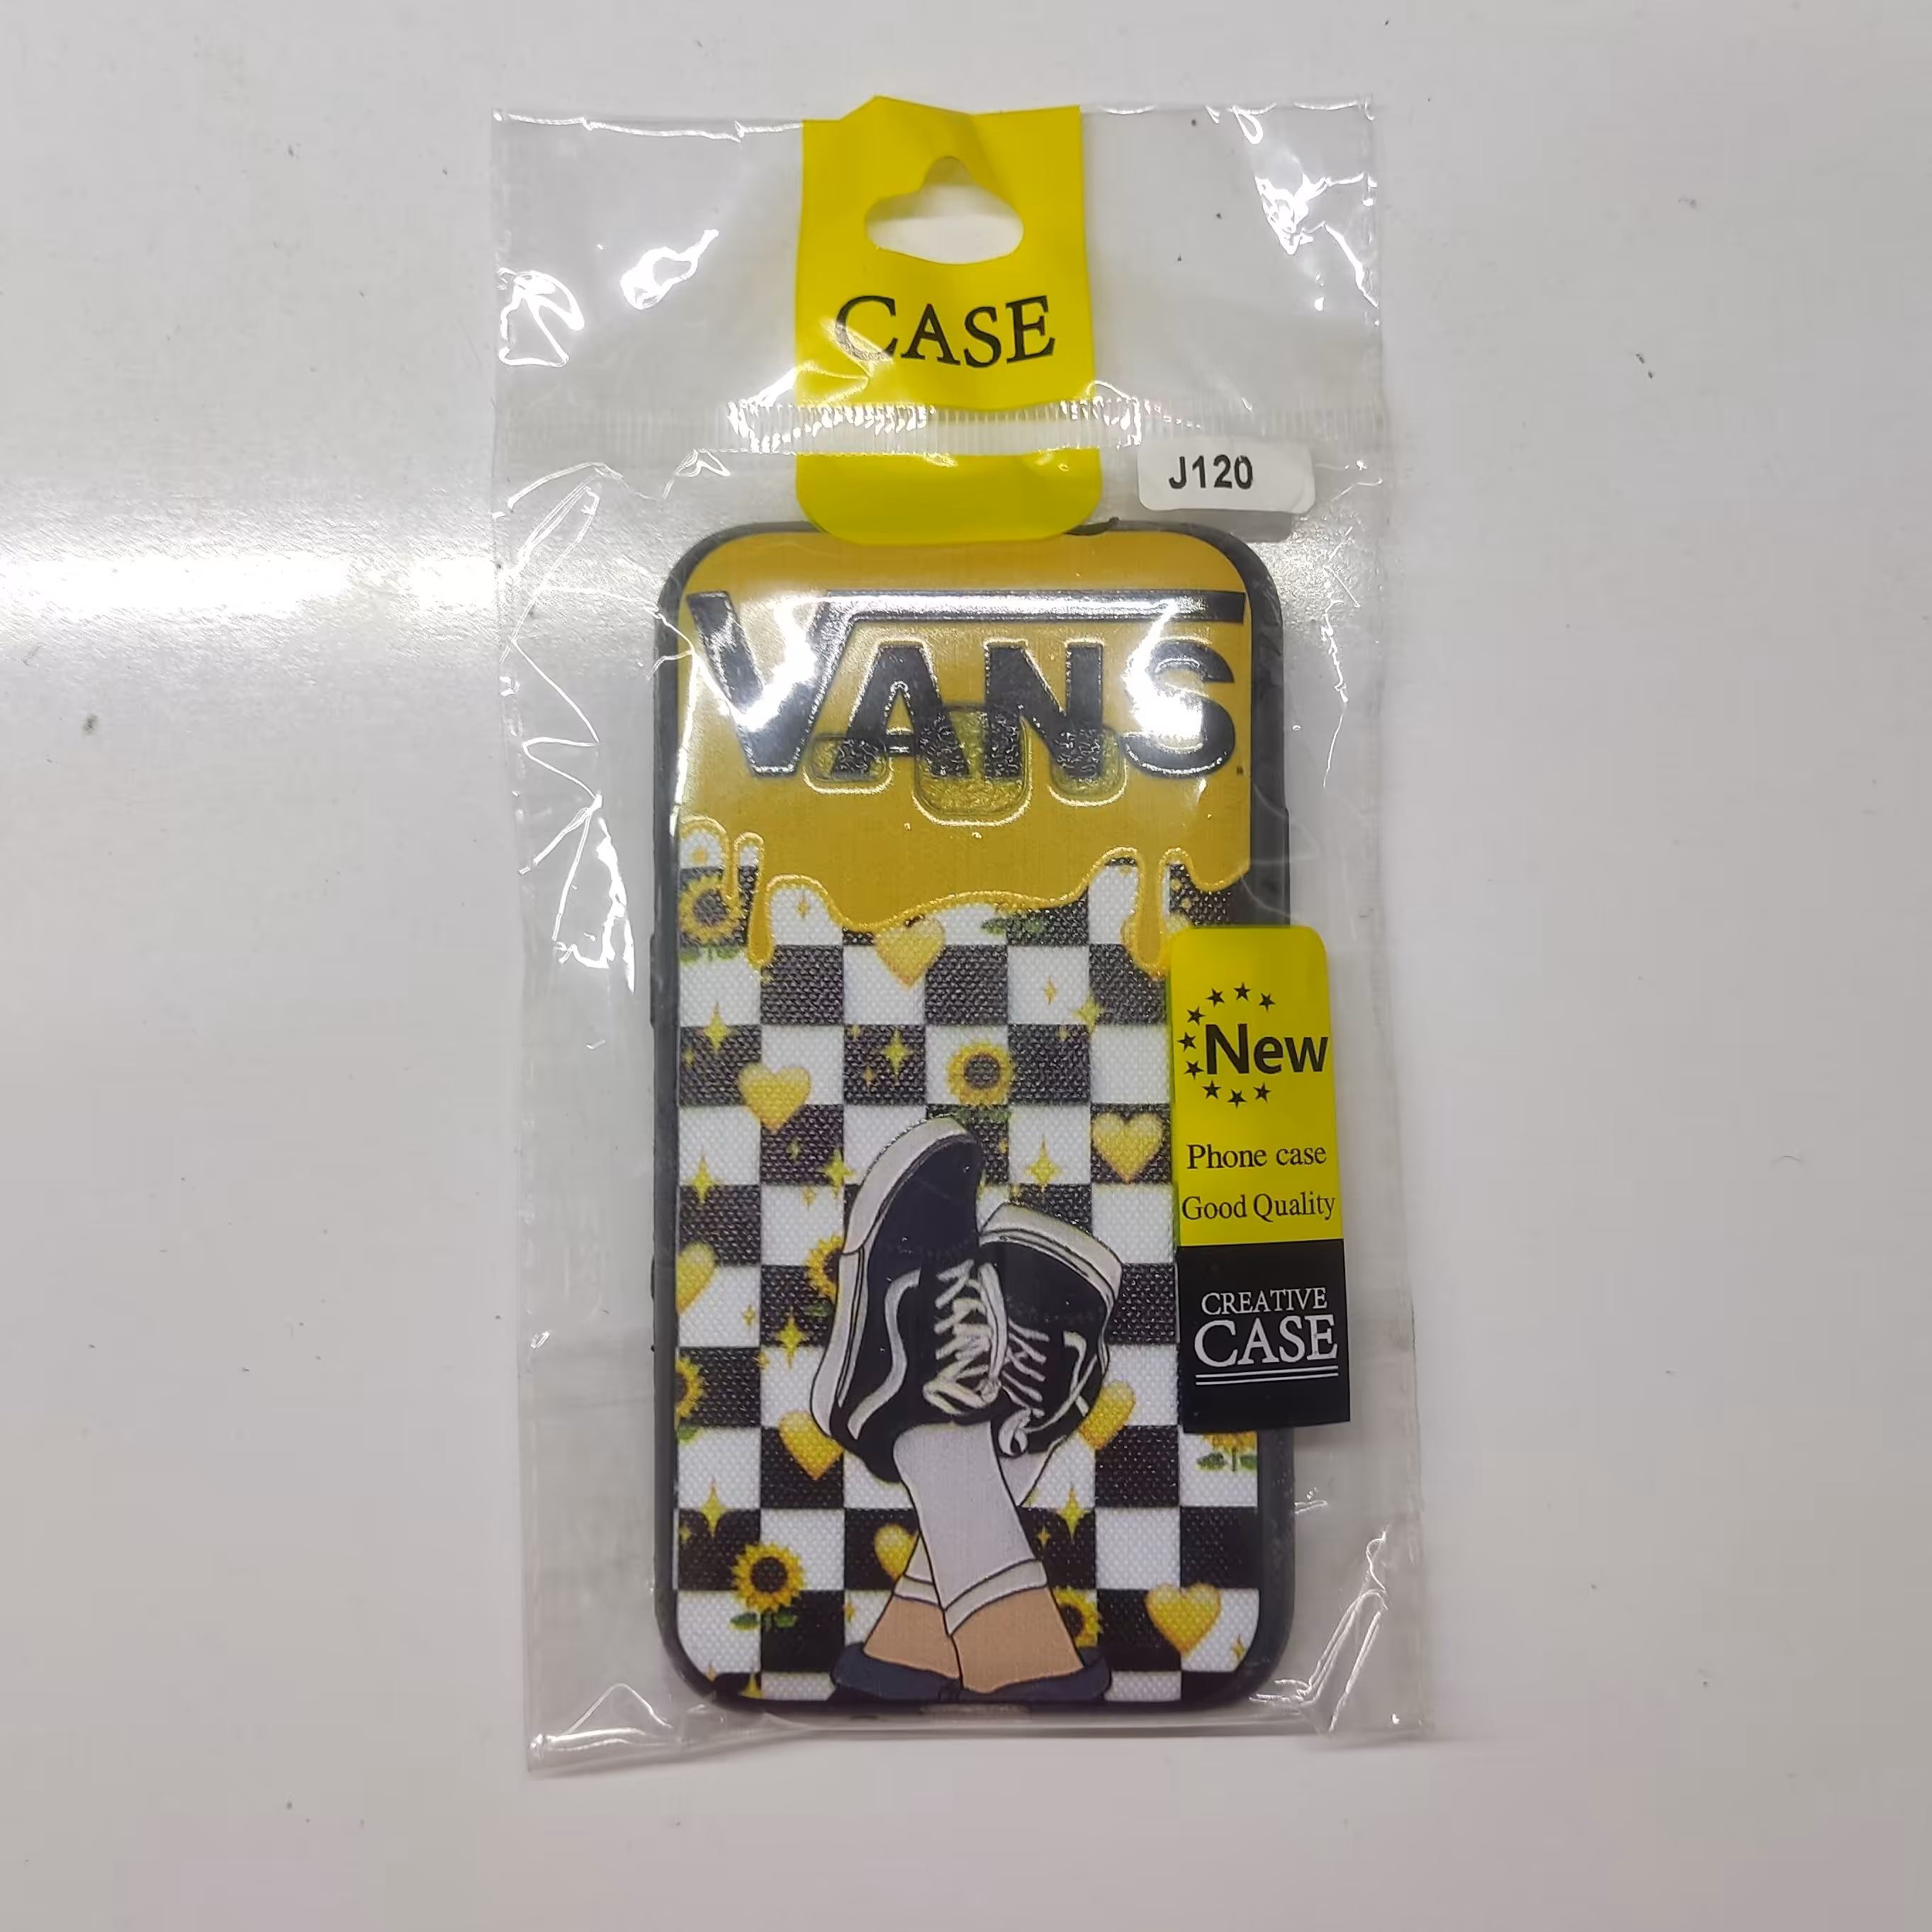 CASE
J120
VANS
New
Phone case
Good Quality
CREATIVE
CASE